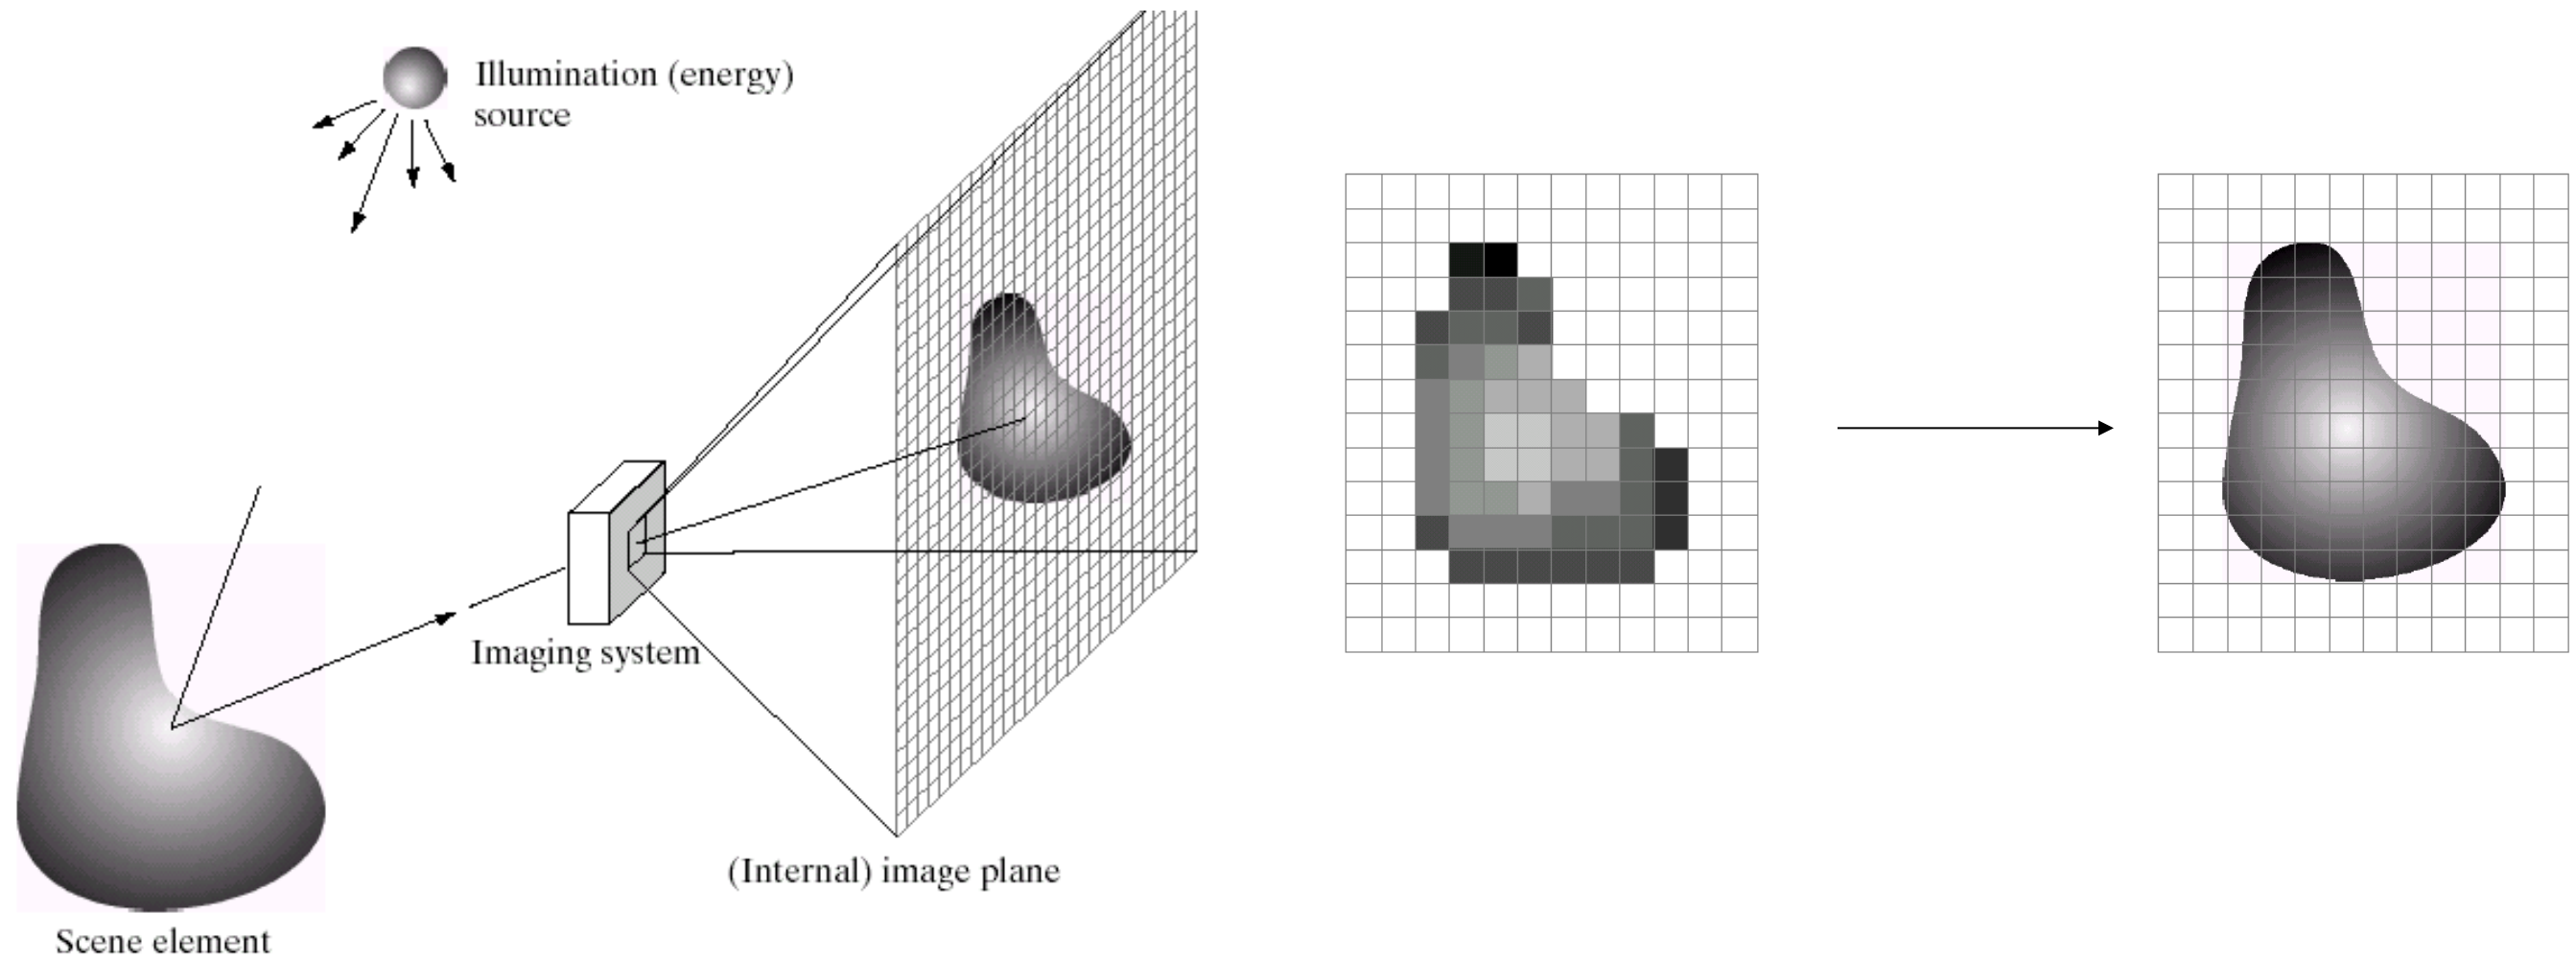 Illumination (energy)
source
Imaging system
(Internal) image plane
Scene element